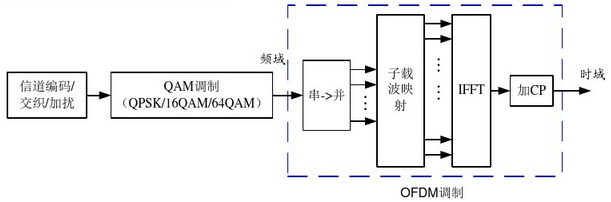 信道编码/
交织/加扰
QAM调制
（QPSK/16QAM/64QAM）
频域
串->并
子载
波映
射
IFFT
加CP
时域
OFDM调制